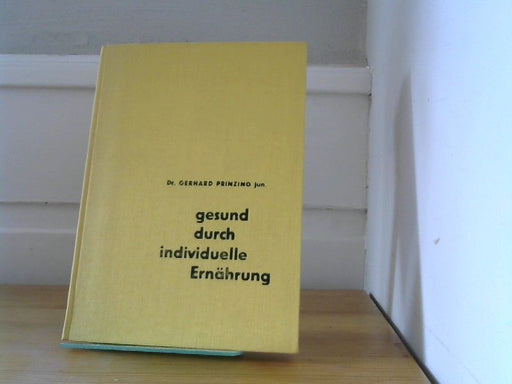 Dr. GERHARD PRINZING jun.
gesund
durch
individuelle
Ernährung